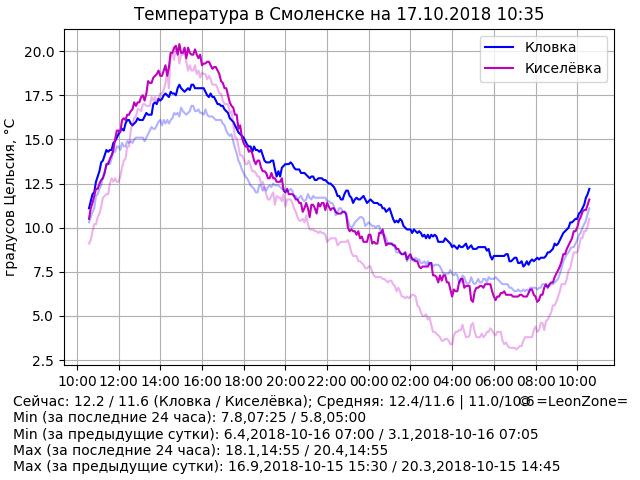 Температура в Смоленске на 17.10.2018 10:35
Кловка
Киселёвка
градусов Цельсия, °C
20.0
17.5
15.0
12.5
10.0
7.5
5.0
2.5
10:00 12:00 14:00 16:00 18:00 20:00 22:00 00:00 02:00 04:00 06:00 08:00 10:00
Сейчас: 12.2 / 11.6 (Кловка / Киселёвка); Средняя: 12.4/11.6 | 11.0/10.6
=LeonZone=
Min (за последние 24 часа): 7.8,07:25 / 5.8,05:00
Min (за предыдущие сутки): 6.4,2018-10-16 07:00 / 3.1,2018-10-16 07:05
Max (за последние 24 часа): 18.1,14:55 / 20.4,14:55
Max (за предыдущие сутки): 16.9,2018-10-15 15:30 / 20.3,2018-10-15 14:45